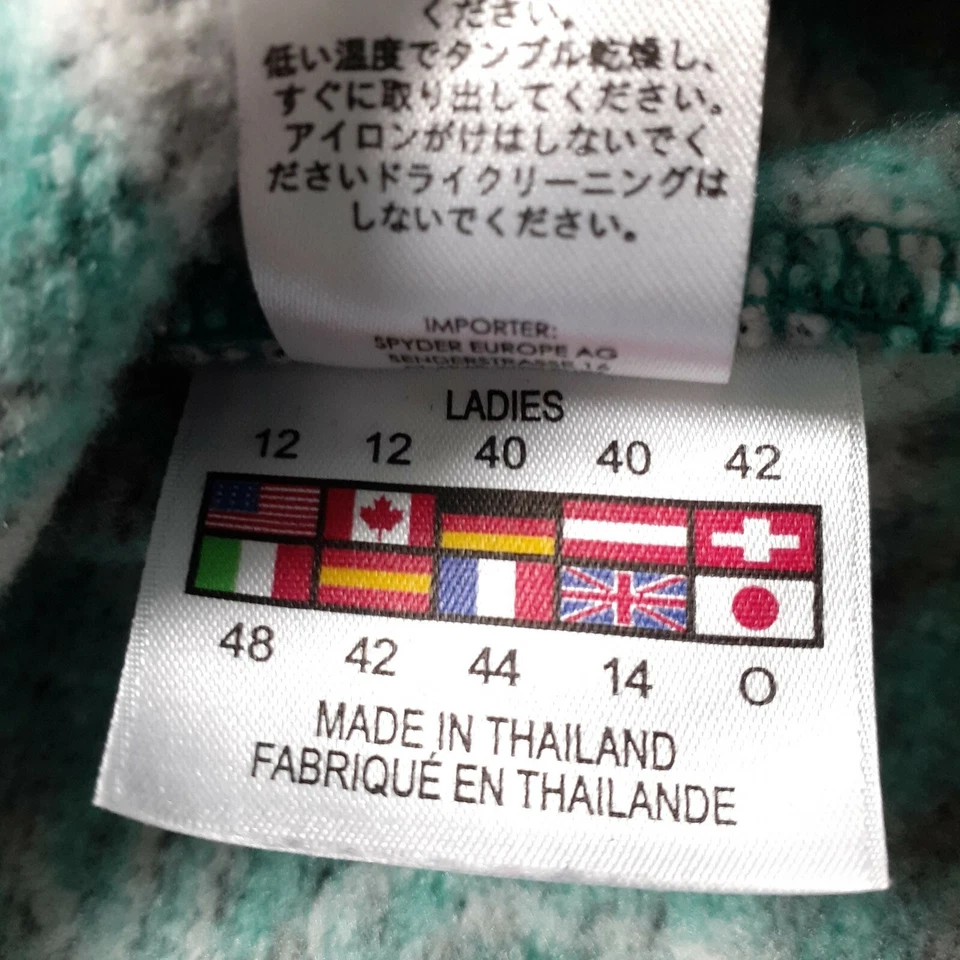 ください。
低い温度でタンブル乾燥し、
すぐに取り出してください。
アイロンがけはしないでく
ださいドライクリーニングは
しないでください。
IMPORTER:
SPYDER EUROPE AG
SENGERSTRASSE 16
LADIES
12 12 40 40 42
48 42 44 14 O
MADE IN THAILAND
FABRIQUÉ EN THAILANDE